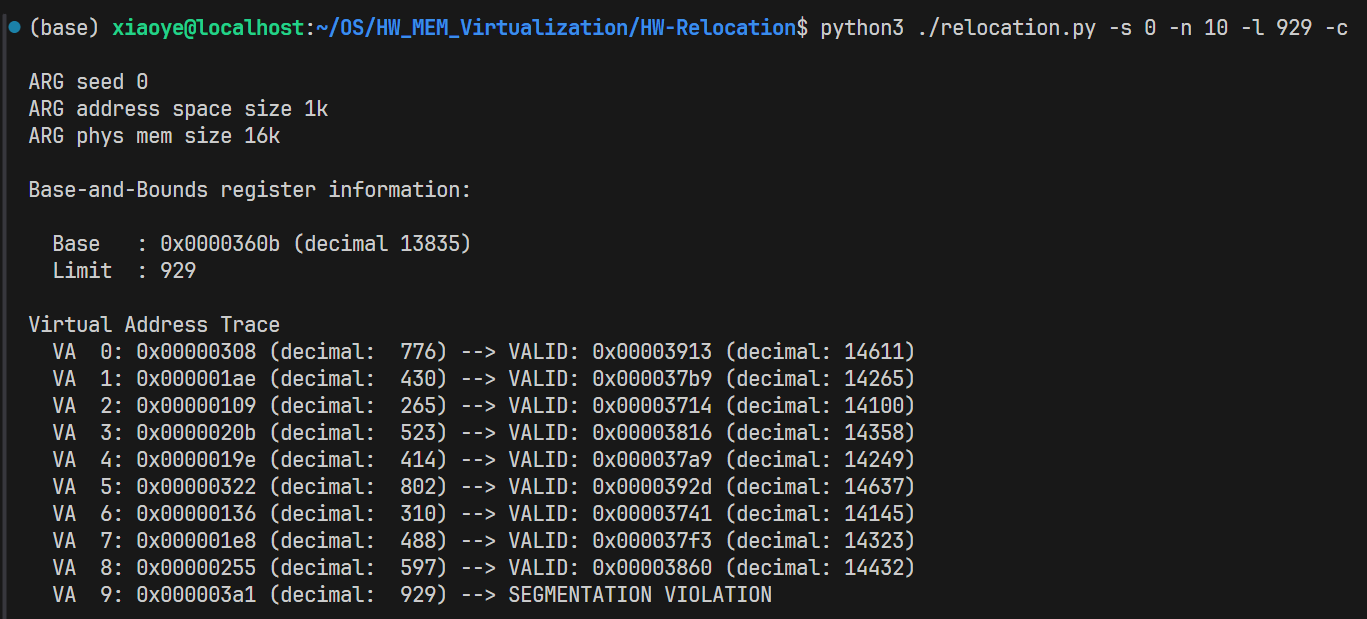 (base) xiaoye@localhost:~/OS/HW_MEM_Virtualization/HW-Relocation$ python3 ./relocation.py -s 0 -n 10 -l 929 -c
ARG seed 0
ARG address space size 1k
ARG phys mem size 16k
Base-and-Bounds register information:
Base   : 0x0000360b (decimal 13835)
Limit  : 929
Virtual Address Trace
VA  0: 0x00000308 (decimal:  776) --> VALID: 0x00003913 (decimal: 14611)
VA  1: 0x000001ae (decimal:  430) --> VALID: 0x000037b9 (decimal: 14265)
VA  2: 0x00000109 (decimal:  265) --> VALID: 0x00003714 (decimal: 14100)
VA  3: 0x0000020b (decimal:  523) --> VALID: 0x00003816 (decimal: 14358)
VA  4: 0x0000019e (decimal:  414) --> VALID: 0x000037a9 (decimal: 14249)
VA  5: 0x00000322 (decimal:  802) --> VALID: 0x0000392d (decimal: 14637)
VA  6: 0x00000136 (decimal:  310) --> VALID: 0x00003741 (decimal: 14145)
VA  7: 0x000001e8 (decimal:  488) --> VALID: 0x000037f3 (decimal: 14323)
VA  8: 0x00000255 (decimal:  597) --> VALID: 0x00003860 (decimal: 14432)
VA  9: 0x000003a1 (decimal:  929) --> SEGMENTATION VIOLATION